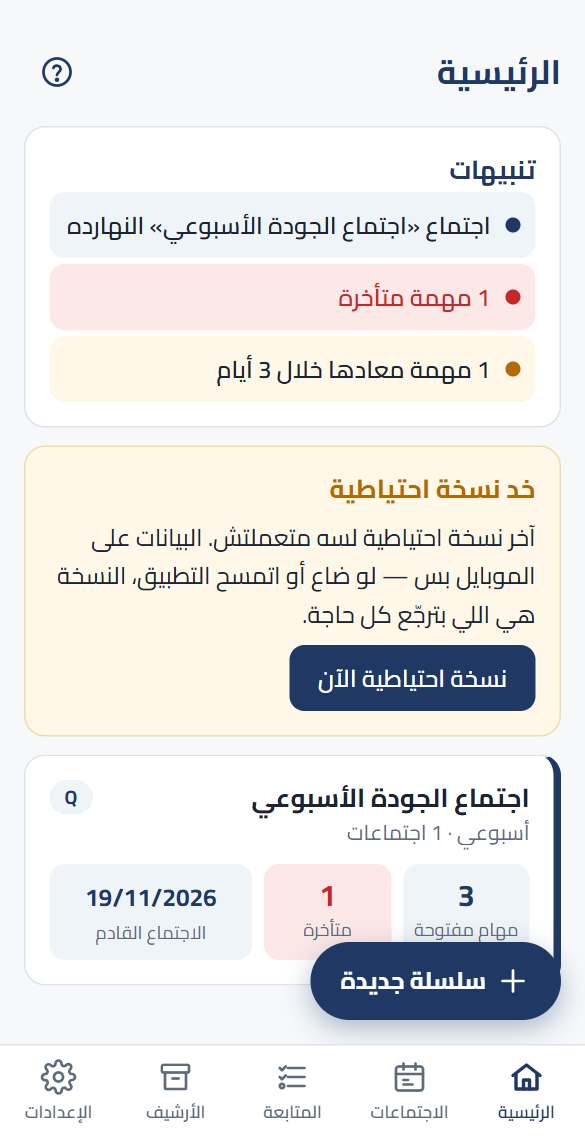 الرئيسية
تنبيهات
اجتماع «اجتماع الجودة الأسبوعي» النهارده
1 مهمة متأخرة
1 مهمة معادها خلال 3 أيام
خد نسخة احتياطية
آخر نسخة احتياطية لسه متعملتش. البيانات على
الموبايل بس — لو ضاع أو اتمسح التطبيق، النسخة
هي اللي بترجّع كل حاجة.
نسخة احتياطية الآن
اجتماع الجودة الأسبوعي
Q
أسبوعي · 1 اجتماعات
3
مهام مفتوحة
1
متأخرة
19/11/2026
الاجتماع القادم
سلسلة جديدة
الرئيسية
الاجتماعات
المتابعة
الأرشيف
الإعدادات